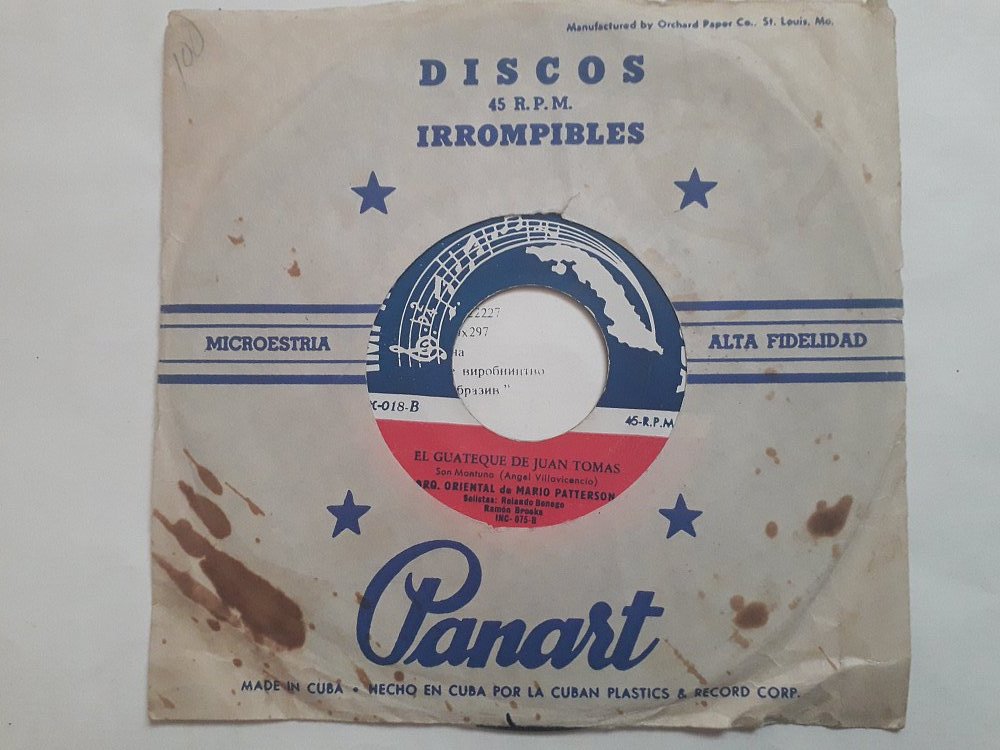 100
Manufactured by Orchard Paper Co., St. Louis, Mo.
DISCOS
45 R.P.M.
IRROMPIBLES
MICROESTRIA
ALTA FIDELIDAD
22227
x297
на
виробництво
бразив"
C-018-B
45-R.P.M
EL GUATEQUE DE JUAN TOMAS
Son Montuno (Angel Villavicencio)
ORQ. ORIENTAL de MARIO PATTERSON
Solistas: Rolando Bonego
Ramón Brooks
INC-075-B
Panart
MADE IN CUBA • HECHO EN CUBA POR LA CUBAN PLASTICS & RECORD CORP.